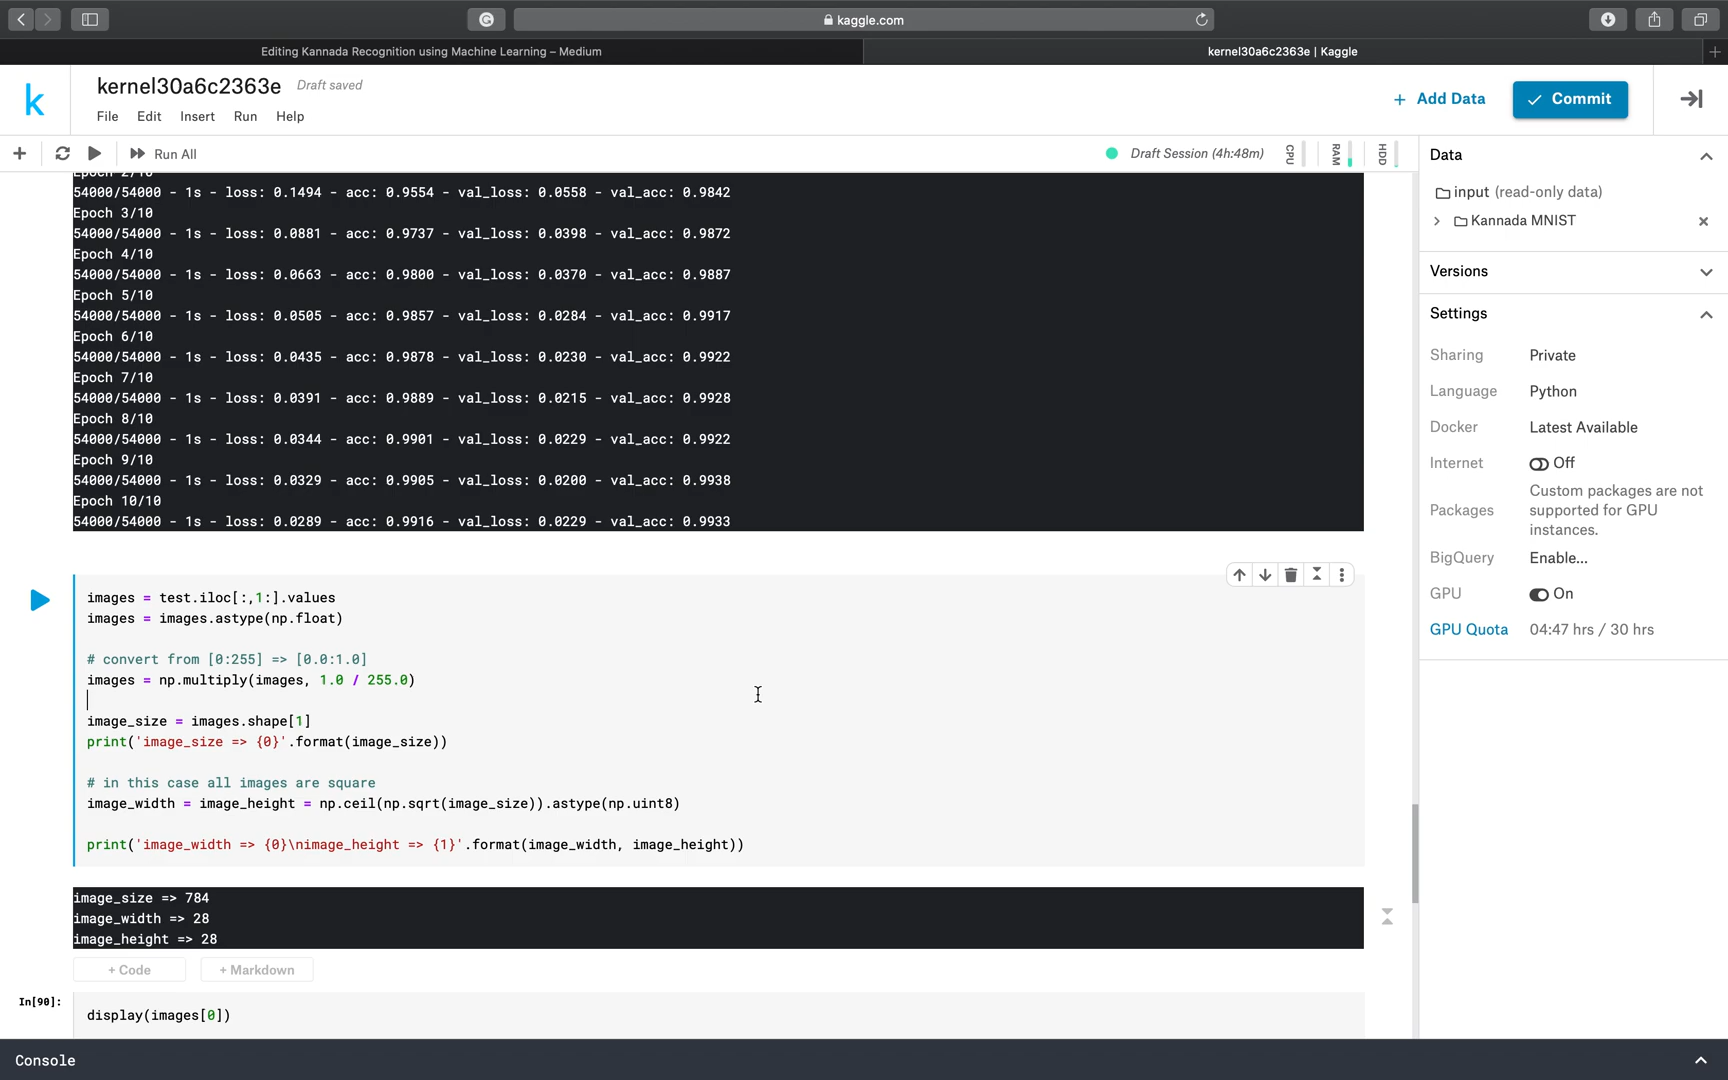 kaggle.com
Editing Kannada Recognition using Machine Learning – Medium
kernel30a6c2363e | Kaggle
kernel30a6c2363e Draft saved
File Edit Insert Run Help
+ Add Data
Commit
Run All
Draft Session (4h:48m)
CPU
RAM
HDD
Epoch 2/10
54000/54000 - 1s - loss: 0.1494 - acc: 0.9554 - val_loss: 0.0558 - val_acc: 0.9842
Epoch 3/10
54000/54000 - 1s - loss: 0.0881 - acc: 0.9737 - val_loss: 0.0398 - val_acc: 0.9872
Epoch 4/10
54000/54000 - 1s - loss: 0.0663 - acc: 0.9800 - val_loss: 0.0370 - val_acc: 0.9887
Epoch 5/10
54000/54000 - 1s - loss: 0.0505 - acc: 0.9857 - val_loss: 0.0284 - val_acc: 0.9917
Epoch 6/10
54000/54000 - 1s - loss: 0.0435 - acc: 0.9878 - val_loss: 0.0230 - val_acc: 0.9922
Epoch 7/10
54000/54000 - 1s - loss: 0.0391 - acc: 0.9889 - val_loss: 0.0215 - val_acc: 0.9928
Epoch 8/10
54000/54000 - 1s - loss: 0.0344 - acc: 0.9901 - val_loss: 0.0229 - val_acc: 0.9922
Epoch 9/10
54000/54000 - 1s - loss: 0.0329 - acc: 0.9905 - val_loss: 0.0200 - val_acc: 0.9938
Epoch 10/10
54000/54000 - 1s - loss: 0.0289 - acc: 0.9916 - val_loss: 0.0229 - val_acc: 0.9933
images = test.iloc[:,1:].values
images = images.astype(np.float)
# convert from [0:255] => [0.0:1.0]
images = np.multiply(images, 1.0 / 255.0)
image_size = images.shape[1]
print('image_size => {0}'.format(image_size))
# in this case all images are square
image_width = image_height = np.ceil(np.sqrt(image_size)).astype(np.uint8)
print('image_width => {0}\nimage_height => {1}'.format(image_width, image_height))
image_size => 784
image_width => 28
image_height => 28
+ Code
+ Markdown
In[90]:
display(images[0])
Console
Data
input (read-only data)
Kannada MNIST
Versions
Settings
Sharing Private
Language Python
Docker Latest Available
Internet Off
Packages Custom packages are not
supported for GPU
instances.
BigQuery Enable...
GPU On
GPU Quota 04:47 hrs / 30 hrs